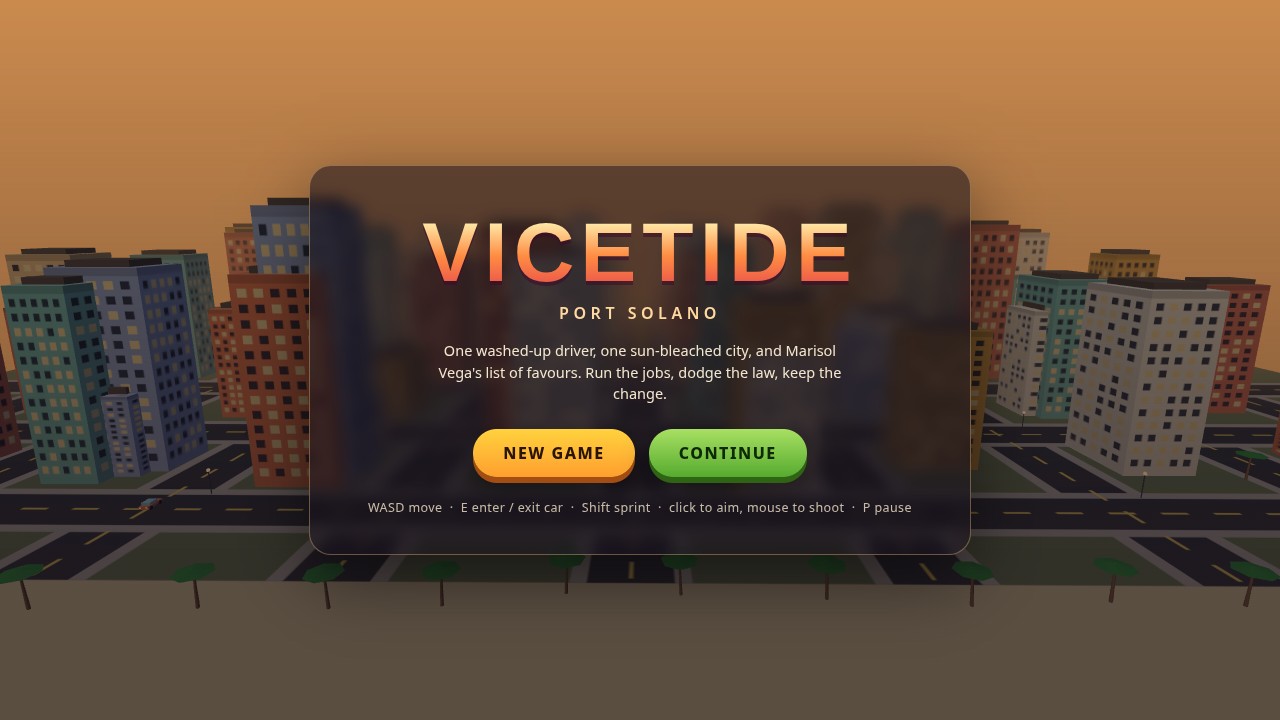 VICETIDE
PORT SOLANO
One washed-up driver, one sun-bleached city, and Marisol
Vega's list of favours. Run the jobs, dodge the law, keep the
change.
NEW GAME
CONTINUE
WASD move · E enter / exit car · Shift sprint · click to aim, mouse to shoot · P pause